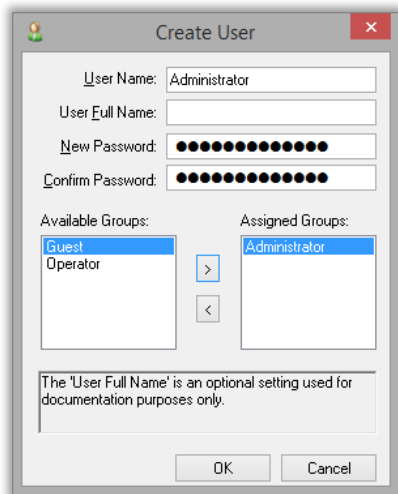 Create User
User Name: Administrator
User Full Name:
New Password: ●●●●●●●●●●●●●
Confirm Password: ●●●●●●●●●●●●●
Available Groups:
Guest
Operator
>
<
Assigned Groups:
Administrator
The 'User Full Name' is an optional setting used for
documentation purposes only.
OK Cancel